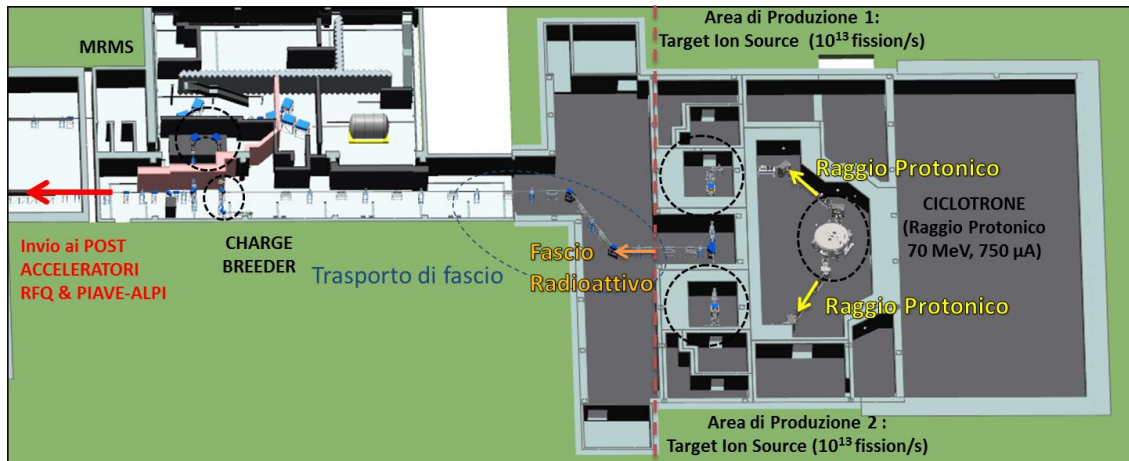 Area di Produzione 1:
Target Ion Source (10¹³ fission/s)
MRMS
Raggio Protonico
CICLOTRONE
(Raggio Protonico
70 MeV, 750 µA)
Invio ai POST
ACCELERATORI
RFQ & PIAVE-ALPI
CHARGE
BREEDER
Trasporto di fascio
Fascio
Radioattivo
Raggio Protonico
Area di Produzione 2 :
Target Ion Source (10¹³ fission/s)